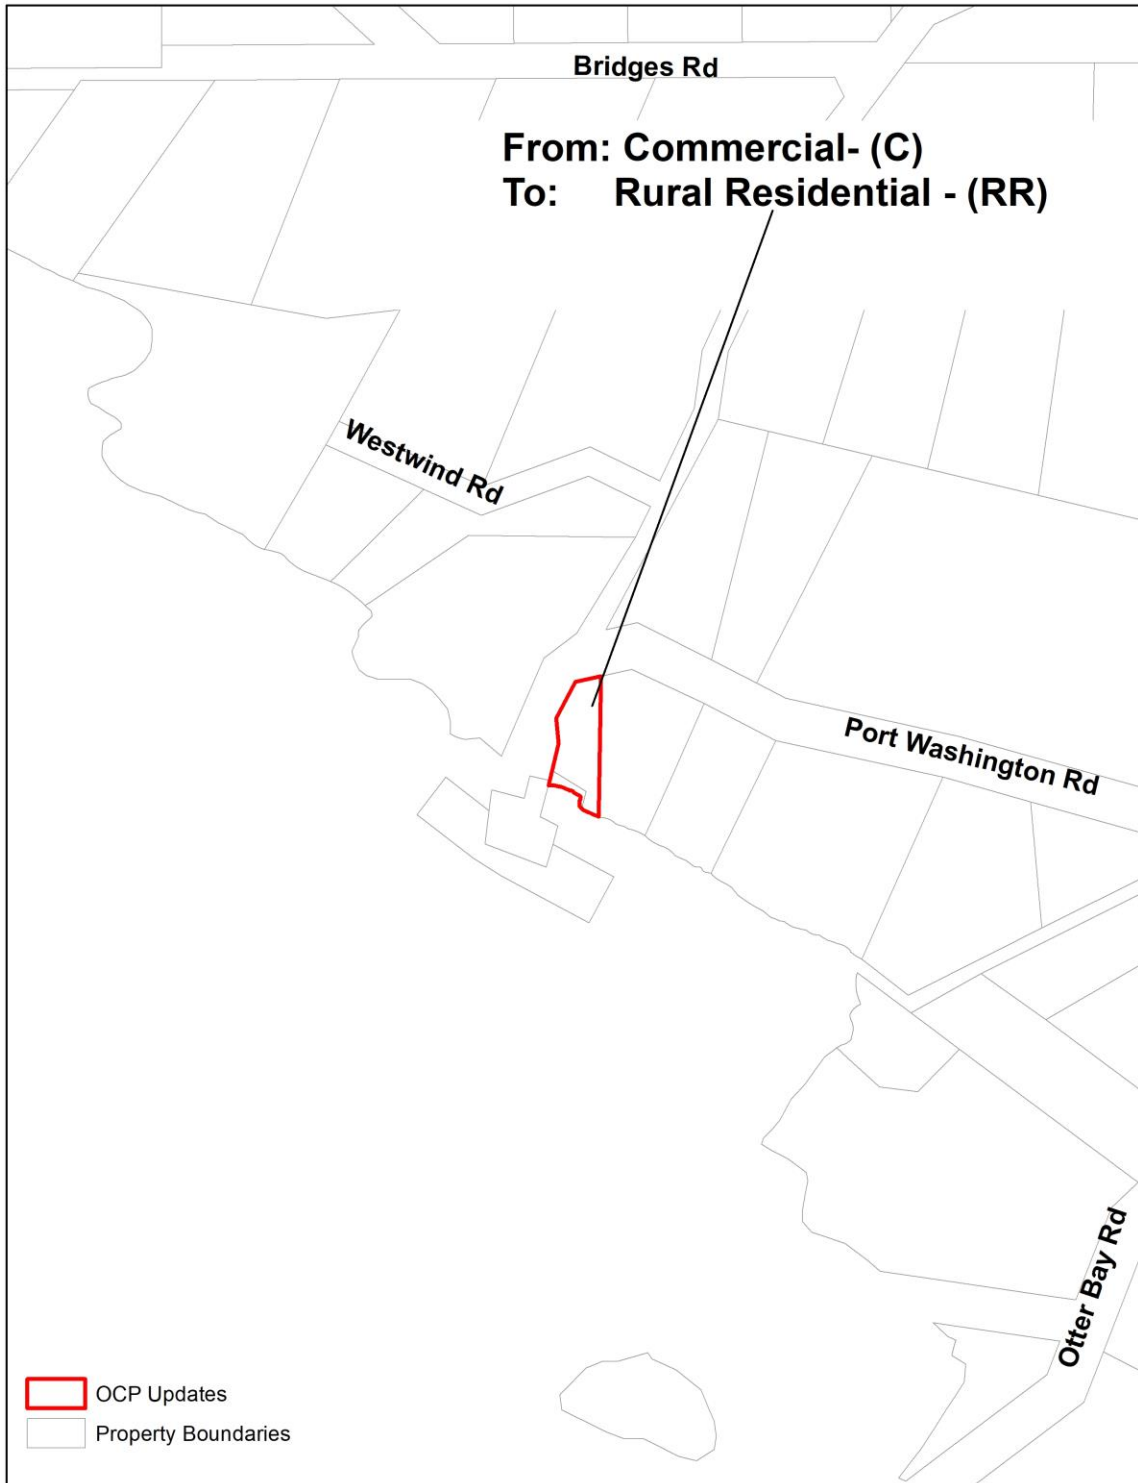 Bridges Rd
From: Commercial- (C)
To: Rural Residential - (RR)
Westwind Rd
Port Washington Rd
Otter Bay Rd
OCP Updates
Property Boundaries